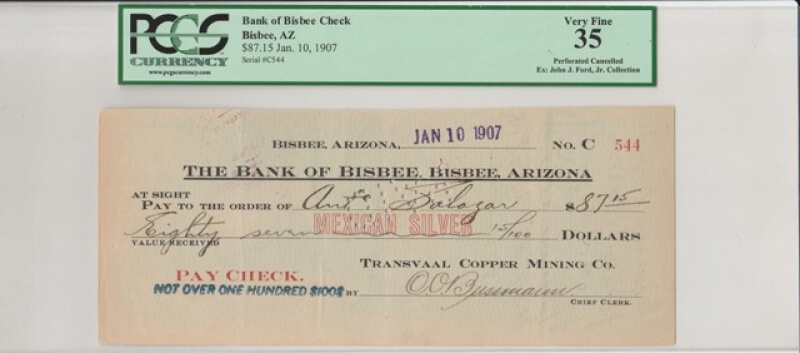 PCGS
CURRENCY
www.pcgscurrency.com
Bank of Bisbee Check
Bisbee, AZ
$87.15 Jan. 10, 1907
Serial #C544
Very Fine
35
Perforated Cancelled
Ex: John J. Ford, Jr. Collection
BISBEE, ARIZONA, JAN 10 1907 No. C 544
THE BANK OF BISBEE, BISBEE, ARIZONA
AT SIGHT
PAY TO THE ORDER OF Anto Salazar $87.15
MEXICAN SILVER
Eighty seven 15/100 DOLLARS
VALUE RECEIVED
TRANSVAAL COPPER MINING CO.
PAY CHECK.
NOT OVER ONE HUNDRED $100$ BY O.O. Bussmann
CHIEF CLERK.